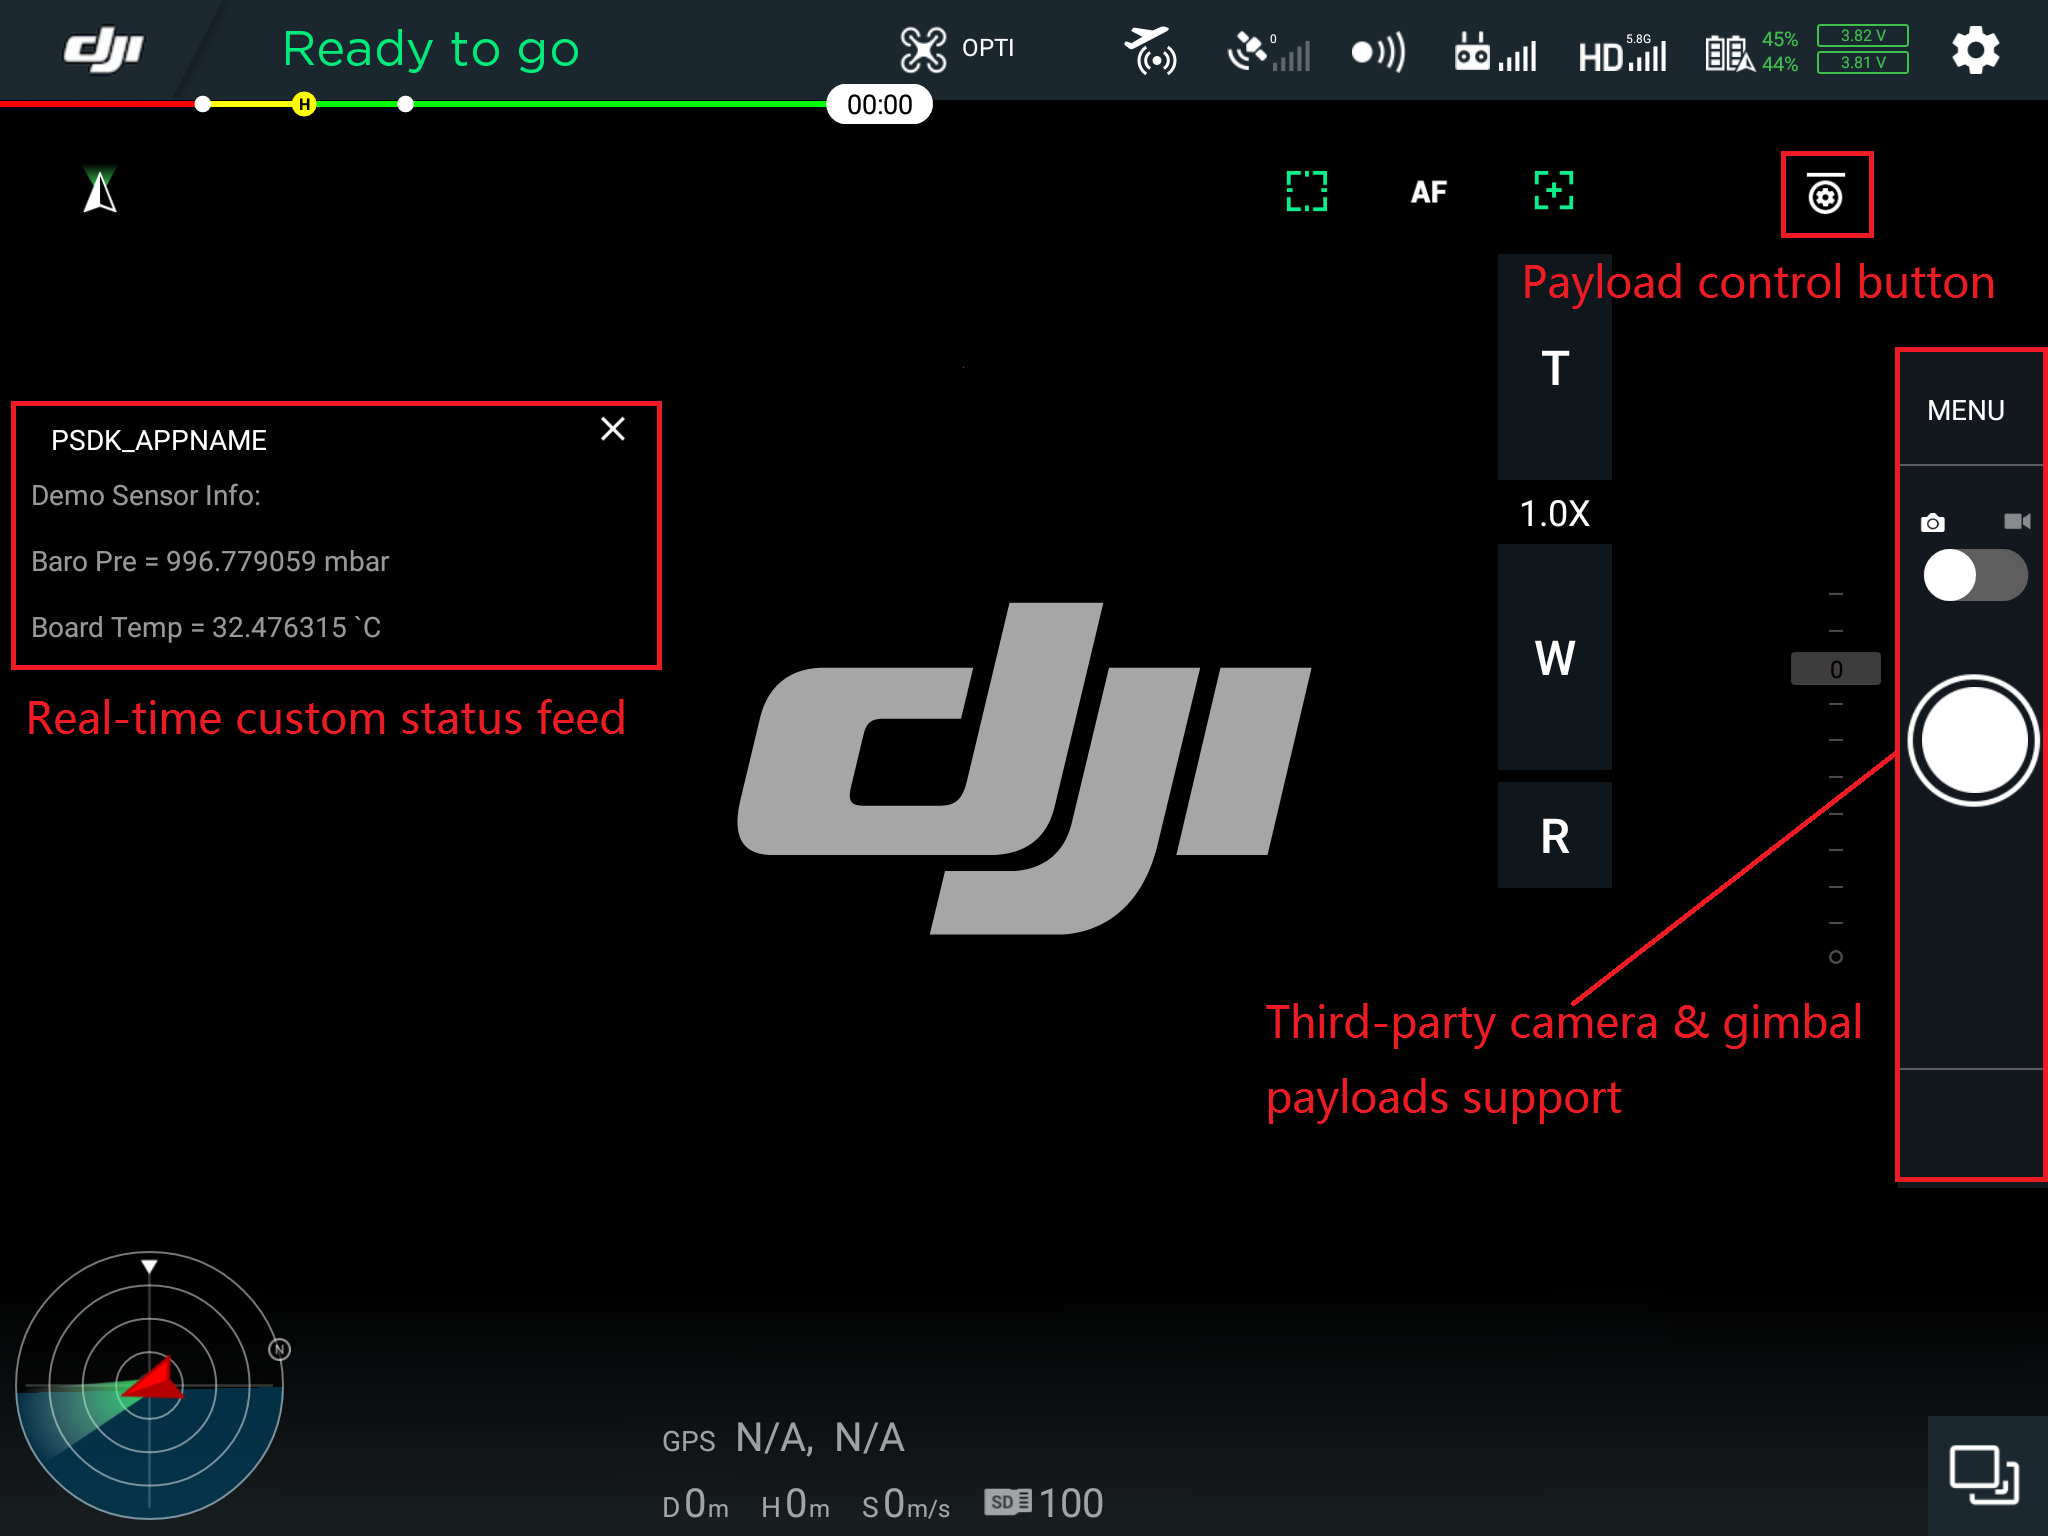 dji
Ready to go
OPTI
0
HD 5.8G
45%
44%
3.82 V
3.81 V
H
00:00
AF
Payload control button
T
MENU
PSDK_APPNAME
Demo Sensor Info:
1.0X
Baro Pre = 996.779059 mbar
Board Temp = 32.476315 `C
W
0
Real-time custom status feed
dji
R
Third-party camera & gimbal
payloads support
N
GPS N/A, N/A
D 0m H 0m S 0m/s SD 100